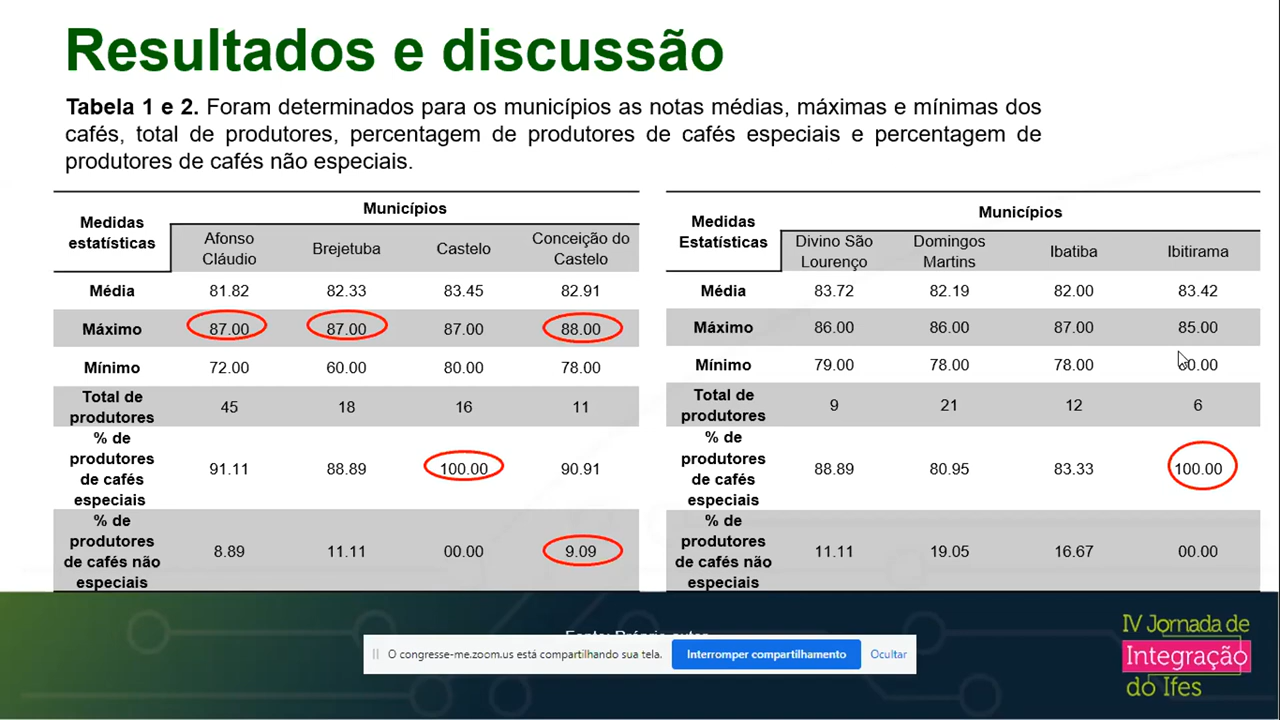 Resultados e discussão
Tabela 1 e 2. Foram determinados para os municípios as notas médias, máximas e mínimas dos
cafés, total de produtores, percentagem de produtores de cafés especiais e percentagem de
produtores de cafés não especiais.
Medidas estatísticas Municípios
Afonso Cláudio Brejetuba Castelo Conceição do Castelo
Média 81.82 82.33 83.45 82.91
Máximo 87.00 87.00 87.00 88.00
Mínimo 72.00 60.00 80.00 78.00
Total de produtores 45 18 16 11
% de produtores de cafés especiais 91.11 88.89 100.00 90.91
% de produtores de cafés não especiais 8.89 11.11 00.00 9.09
Medidas Estatísticas Municípios
Divino São Lourenço Domingos Martins Ibatiba Ibitirama
Média 83.72 82.19 82.00 83.42
Máximo 86.00 86.00 87.00 85.00
Mínimo 79.00 78.00 78.00
Total de produtores 9 21 12 6
% de produtores de cafés especiais 88.89 80.95 83.33 100.00
% de produtores de cafés não especiais 11.11 19.05 16.67 00.00
O congresse-me.zoom.us está compartilhando sua tela. Interromper compartilhamento Ocultar
IV Jornada de
Integração
do Ifes